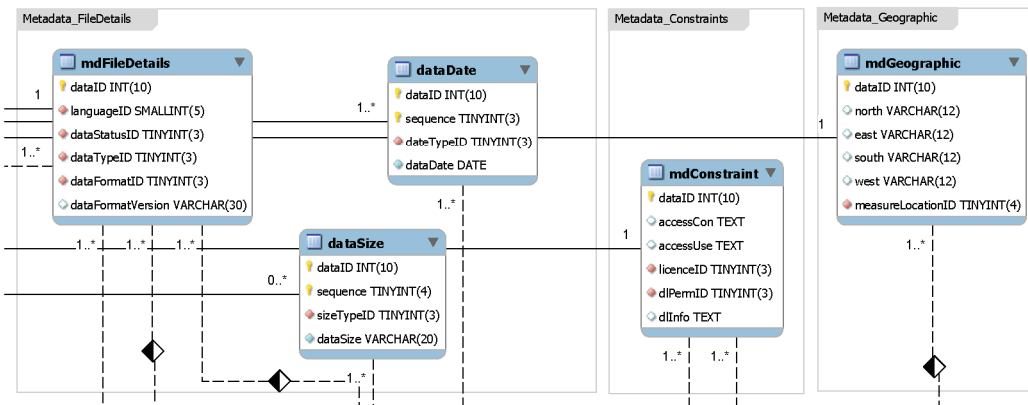 Metadata_FileDetails
mdFileDetails
dataID INT(10)
languageID SMALLINT(5)
dataStatusID TINYINT(3)
dataTypeID TINYINT(3)
dataFormatID TINYINT(3)
dataFormatVersion VARCHAR(30)
1
1..*
1..*
1..*
1..*
dataDate
dataID INT(10)
sequence TINYINT(3)
dateTypeID TINYINT(3)
dataDate DATE
1..*
1..*
dataSize
dataID INT(10)
sequence TINYINT(4)
sizeTypeID TINYINT(3)
dataSize VARCHAR(20)
0..*
1..*
Metadata_Constraints
mdConstraint
dataID INT(10)
accessCon TEXT
accessUse TEXT
licenceID TINYINT(3)
dlPermID TINYINT(3)
dlInfo TEXT
1
1..*
1..*
Metadata_Geographic
mdGeographic
dataID INT(10)
north VARCHAR(12)
east VARCHAR(12)
south VARCHAR(12)
west VARCHAR(12)
measureLocationID TINYINT(4)
1
1..*